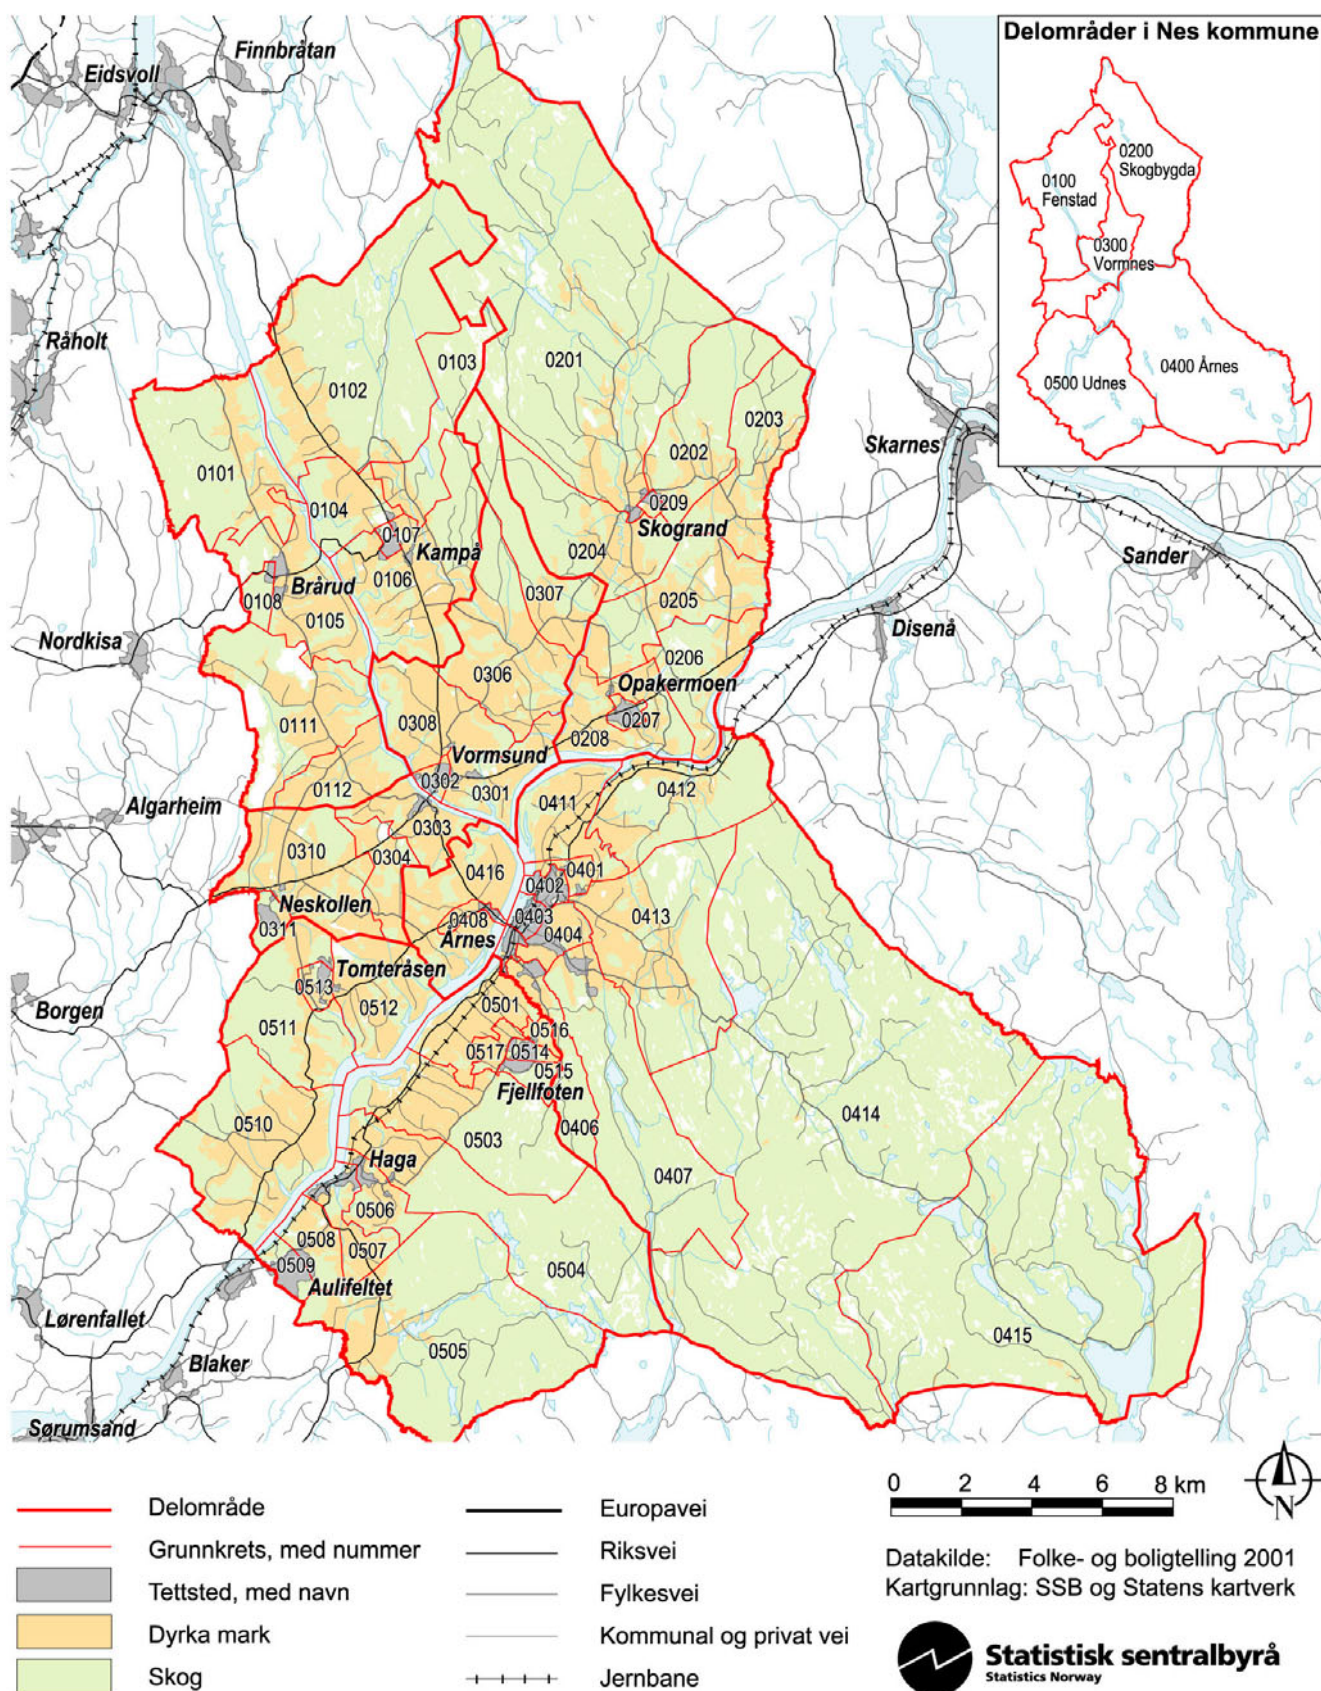 Delområder i Nes kommune
0200
Skogbygda
0100
Fenstad
0300
Vormnes
0400 Årnes
0500 Udnes
Finnbråtan
Eidsvoll
Råholt
0103
0201
0102
0203
0202
Skarnes
0101
0209
0104
Skogrand
0107
Kampå
0204
Sander
0106
Brårud
0307
0108
0205
0105
Disenå
Nordkisa
0206
0306
Opakermoen
0111
0308
0207
0208
Vormsund
0302
0112
0301
0412
0411
Algarheim
0303
0310
0304
0416
0401
0402
Neskollen
0413
0408
0403
0311
Årnes
0404
Tomteråsen
0513
Borgen
0512
0501
0511
0516
0517
0514
0515
Fjellfoten
0414
0510
0503
0406
Haga
0407
0506
0508
0507
0509
0504
Aulifeltet
Lørenfallet
0415
0505
Blaker
Sørumsand
Delområde
Grunnkrets, med nummer
Tettsted, med navn
Dyrka mark
Skog
Europavei
Riksvei
Fylkesvei
Kommunal og privat vei
Jernbane
0 2 4 6 8 km
N
Datakilde: Folke- og boligtelling 2001
Kartgrunnlag: SSB og Statens kartverk
Statistisk sentralbyrå
Statistics Norway